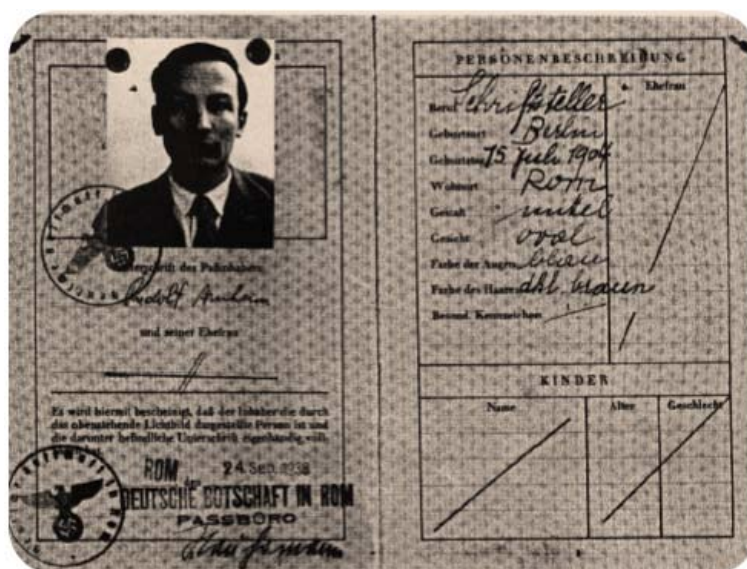 Unterschrift des Paßinhabers
Rudolf Arnheim
und seiner Ehefrau
Es wird hiermit bescheinigt, daß der Inhaber die durch
das obenstehende Lichtbild dargestellte Person ist und
die darunter befindliche Unterschrift eigenhändig voll-
ROM 24 Sep. 1938
DEUTSCHE BOTSCHAFT IN ROM
PASSBÜRO
PERSONENBESCHREIBUNG
Ehefrau
Beruf Schriftsteller
Geburtsort Berlin
Geburtstag 15 Juli 1904
Wohnort Rom
Gestalt mittel
Gesicht oval
Farbe der Augen blau
Farbe des Haares dkl. braun
Besond. Kennzeichen
KINDER
Name Alter Geschlecht